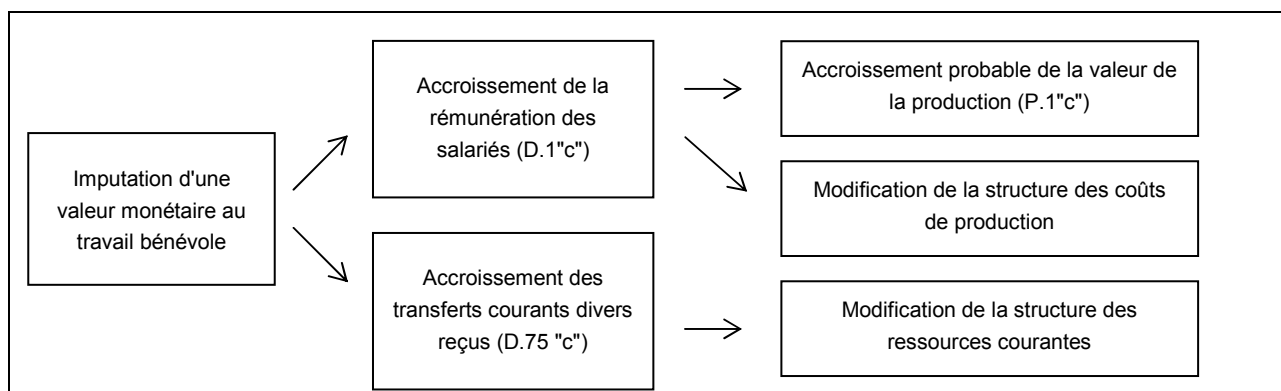 Imputation d'une
valeur monétaire au
travail bénévole
Accroissement de la
rémunération des
salariés (D.1"c")
Accroissement des
transferts courants divers
reçus (D.75 "c")
Accroissement probable de la valeur de
la production (P.1"c")
Modification de la structure des coûts
de production
Modification de la structure des
ressources courantes